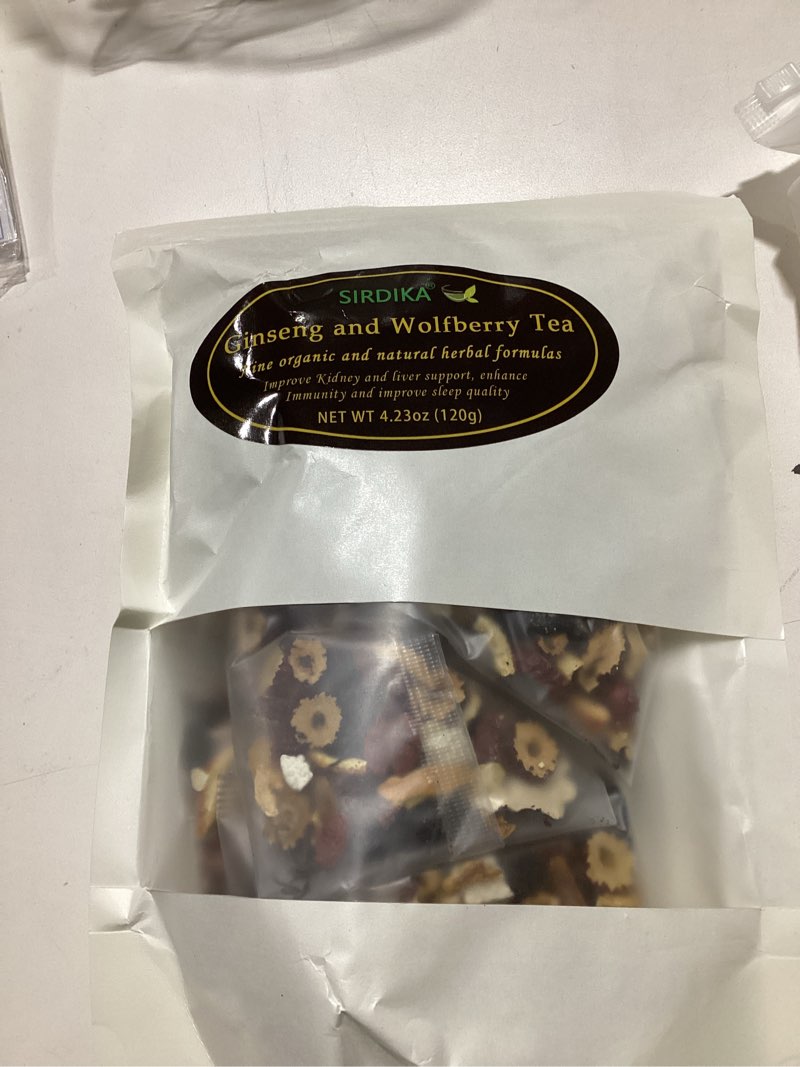 SIRDIKA®
Ginseng and Wolfberry Tea
Nine organic and natural herbal formulas
Improve Kidney and liver support, enhance
Immunity and improve sleep quality
NET WT 4.23oz (120g)